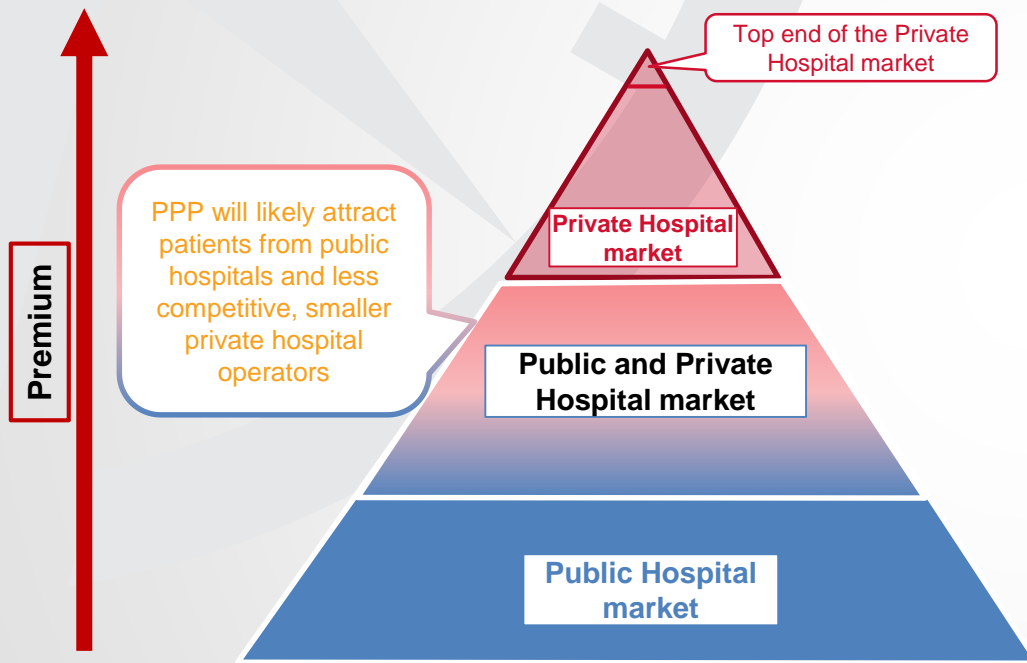 Top end of the Private
Hospital market
PPP will likely attract
patients from public
hospitals and less
competitive, smaller
private hospital
operators
Private Hospital
market
Premium
Public and Private
Hospital market
Public Hospital
market